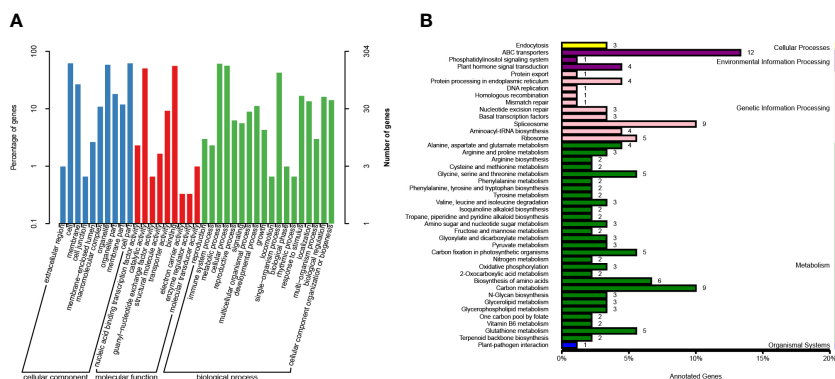 A
100
10
1
0.1
Percentage of genes
304
30
3
1
Number of genes
extracellular region
cell
membrane
cell junction
membrane-enclosed lumen
macromolecular complex
organelle
organelle part
membrane part
cell part
nucleic acid binding transcription factor activity
catalytic activity
guanyl-nucleotide exchange factor activity
structural molecule activity
transporter activity
binding
electron carrier activity
enzyme regulator activity
molecular transducer activity
reproduction
immune system process
metabolic process
cellular process
reproductive process
signaling
multicellular organismal process
developmental process
growth
locomotion
single-organism process
biological phase
rhythmic process
response to stimulus
localization
multi-organism process
biological regulation
cellular component organization or biogenesis
cellular component
molecular function
biological process
B
Endocytosis 3 Cellular Processes
ABC transporters 12
Phosphatidylinositol signaling system 1 Environmental Information Processing
Plant hormone signal transduction 4
Protein export 1
Protein processing in endoplasmic reticulum 4
DNA replication 1
Homologous recombination 1
Mismatch repair 1
Nucleotide excision repair 3 Genetic Information Processing
Basal transcription factors 3
Spliceosome 9
Aminoacyl-tRNA biosynthesis 4
Ribosome 5
Alanine, aspartate and glutamate metabolism 4
Arginine and proline metabolism 3
Arginine biosynthesis 2
Cysteine and methionine metabolism 2
Glycine, serine and threonine metabolism 5
Phenylalanine metabolism 2
Phenylalanine, tyrosine and tryptophan biosynthesis 2
Tyrosine metabolism 2
Valine, leucine and isoleucine degradation 3
Isoquinoline alkaloid biosynthesis 2
Tropane, piperidine and pyridine alkaloid biosynthesis 2
Amino sugar and nucleotide sugar metabolism 3
Fructose and mannose metabolism 2
Glyoxylate and dicarboxylate metabolism 3
Pyruvate metabolism 3
Carbon fixation in photosynthetic organisms 5
Nitrogen metabolism 2
Oxidative phosphorylation 3 Metabolism
2-Oxocarboxylic acid metabolism 2
Biosynthesis of amino acids 6
Carbon metabolism 9
N-Glycan biosynthesis 3
Glycerolipid metabolism 3
Glycerophospholipid metabolism 3
One carbon pool by folate 2
Vitamin B6 metabolism 2
Glutathione metabolism 5
Terpenoid backbone biosynthesis 2
Plant-pathogen interaction 1 Organismal Systems
0% 5% 10% 15% 20%
Annotated Genes